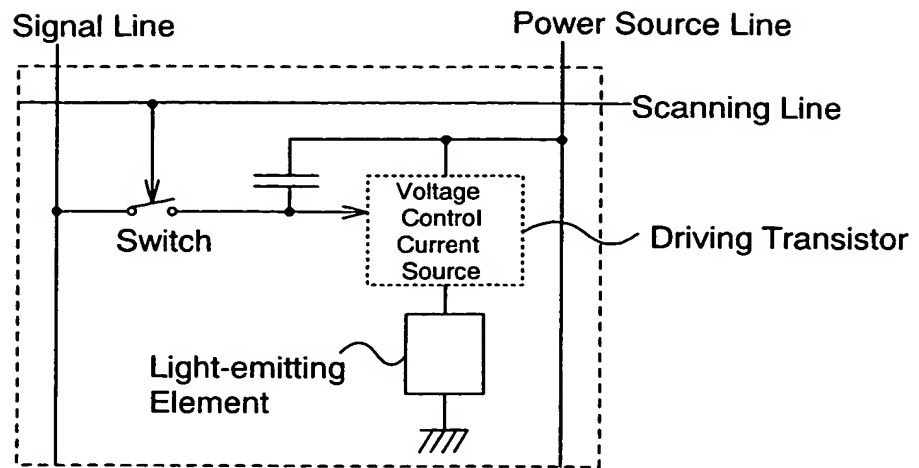 Signal Line
Power Source Line
Scanning Line
Voltage
Control
Current
Source
Switch
Driving Transistor
Light-emitting
Element